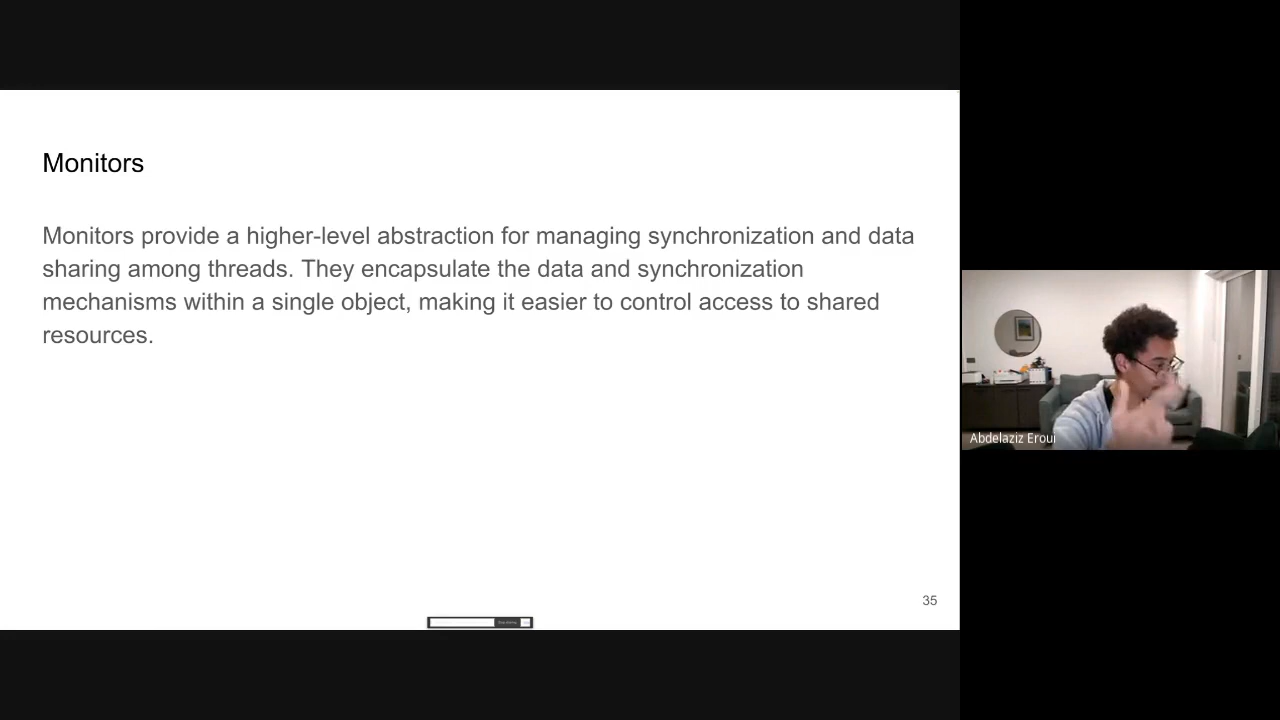 Monitors
Monitors provide a higher-level abstraction for managing synchronization and data
sharing among threads. They encapsulate the data and synchronization
mechanisms within a single object, making it easier to control access to shared
resources.
Abdelaziz Eroui
35